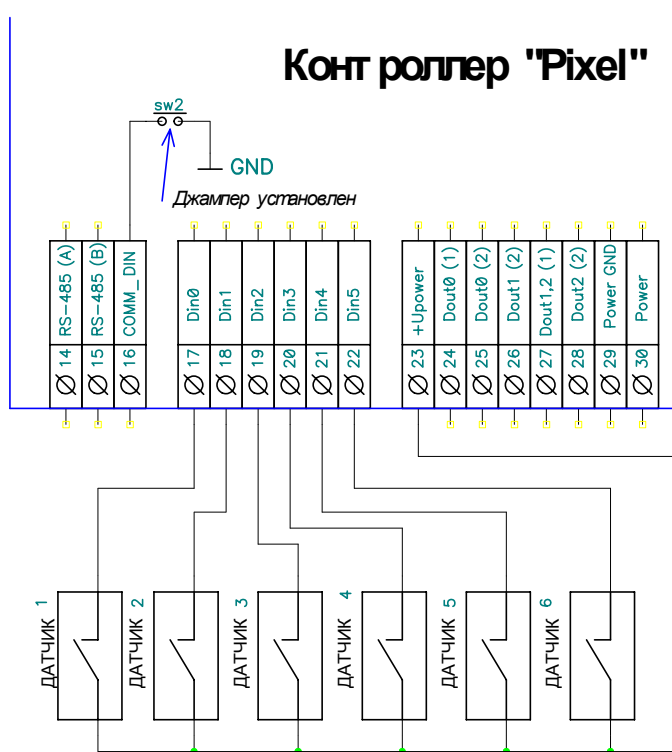 Контроллер "Pixel"
sw2
GND
Джампер установлен
14 RS-485 (A)
15 RS-485 (B)
16 COMM_DIN
17 Din0
18 Din1
19 Din2
20 Din3
21 Din4
22 Din5
23 +Upower
24 Dout0 (1)
25 Dout0 (2)
26 Dout1 (2)
27 Dout1,2 (1)
28 Dout2 (2)
29 Power GND
30 Power
ДАТЧИК 1
ДАТЧИК 2
ДАТЧИК 3
ДАТЧИК 4
ДАТЧИК 5
ДАТЧИК 6